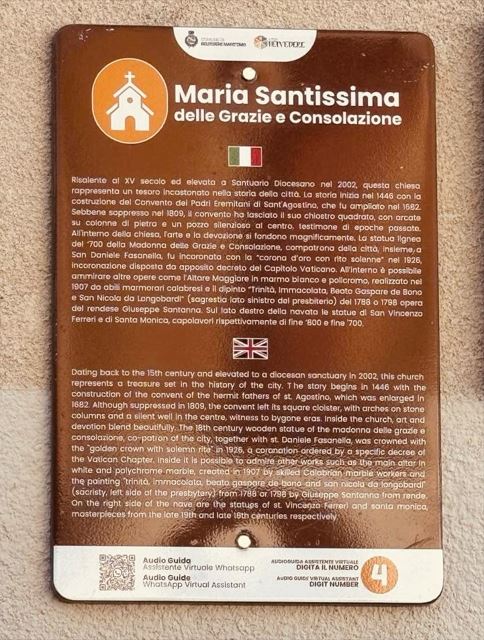 COMUNE DI
BELVEDERE MARITTIMO
BELVEDERE
Maria Santissima
delle Grazie e Consolazione
Risalente al XV secolo ed elevata a Santuario Diocesano nel 2002, questa chiesa
rappresenta un tesoro incastonato nella storia della città. La storia inizia nel 1446 con la
costruzione del Convento dei Padri Eremitani di Sant'Agostino, che fu ampliato nel 1682.
Sebbene soppresso nel 1809, il convento ha lasciato il suo chiostro quadrato, con arcate
su colonne di pietra e un pozzo silenzioso al centro, testimone di epoche passate.
All'interno della chiesa, l'arte e la devozione si fondono magnificamente. La statua lignea
del '700 della Madonna delle Grazie e Consolazione, compatrona della città, insieme a
San Daniele Fasanella, fu incoronata con la "corona d'oro con rito solenne" nel 1926,
incoronazione disposta da apposito decreto del Capitolo Vaticano. All'interno è possibile
ammirare altre opere come l'Altare Maggiore in marmo bianco e policromo, realizzato nel
1907 da abili marmorari calabresi e il dipinto "Trinità, Immacolata, Beato Gaspare de Bono
e San Nicola da Longobardi" (sagrestia lato sinistro del presbiterio) del 1788 o 1798 opera
del rendese Giuseppe Santanna. Sul lato destro della navata le statue di San Vincenzo
Ferreri e di Santa Monica, capolavori rispettivamente di fine '800 e fine '700.
Dating back to the 15th century and elevated to a diocesan sanctuary in 2002, this church
represents a treasure set in the history of the city. The story begins in 1446 with the
construction of the convent of the hermit fathers of st. Agostino, which was enlarged in
1682. Although suppressed in 1809, the convent left its square cloister, with arches on stone
columns and a silent well in the centre, witness to bygone eras. Inside the church, art and
devotion blend beautifully. The 18th century wooden statue of the madonna delle grazie e
consolazione, co-patron of the city, together with st. Daniele Fasanella, was crowned with
the "golden crown with solemn rite" in 1926, a coronation ordered by a specific decree of
the Vatican Chapter. Inside it is possible to admire other works such as the main altar in
white and polychrome marble, created in 1907 by skilled Calabrian marble workers and
the painting "trinità, immacolata, beato gaspare de bono and san nicola da longobardi"
(sacristy, left side of the presbytery) from 1788 or 1798 by Giuseppe Santanna from rende.
On the right side of the nave are the statues of st. Vincenzo Ferreri and santa monica,
masterpieces from the late 19th and late 18th centuries respectively.
Audio Guida
Assistente Virtuale Whatsapp
Audio Guide
WhatsApp Virtual Assistant
AUDIOGUIDA ASSISTENTE VIRTUALE
DIGITA IL NUMERO
AUDIO GUIDE VIRTUAL ASSISTANT
DIGIT NUMBER
4